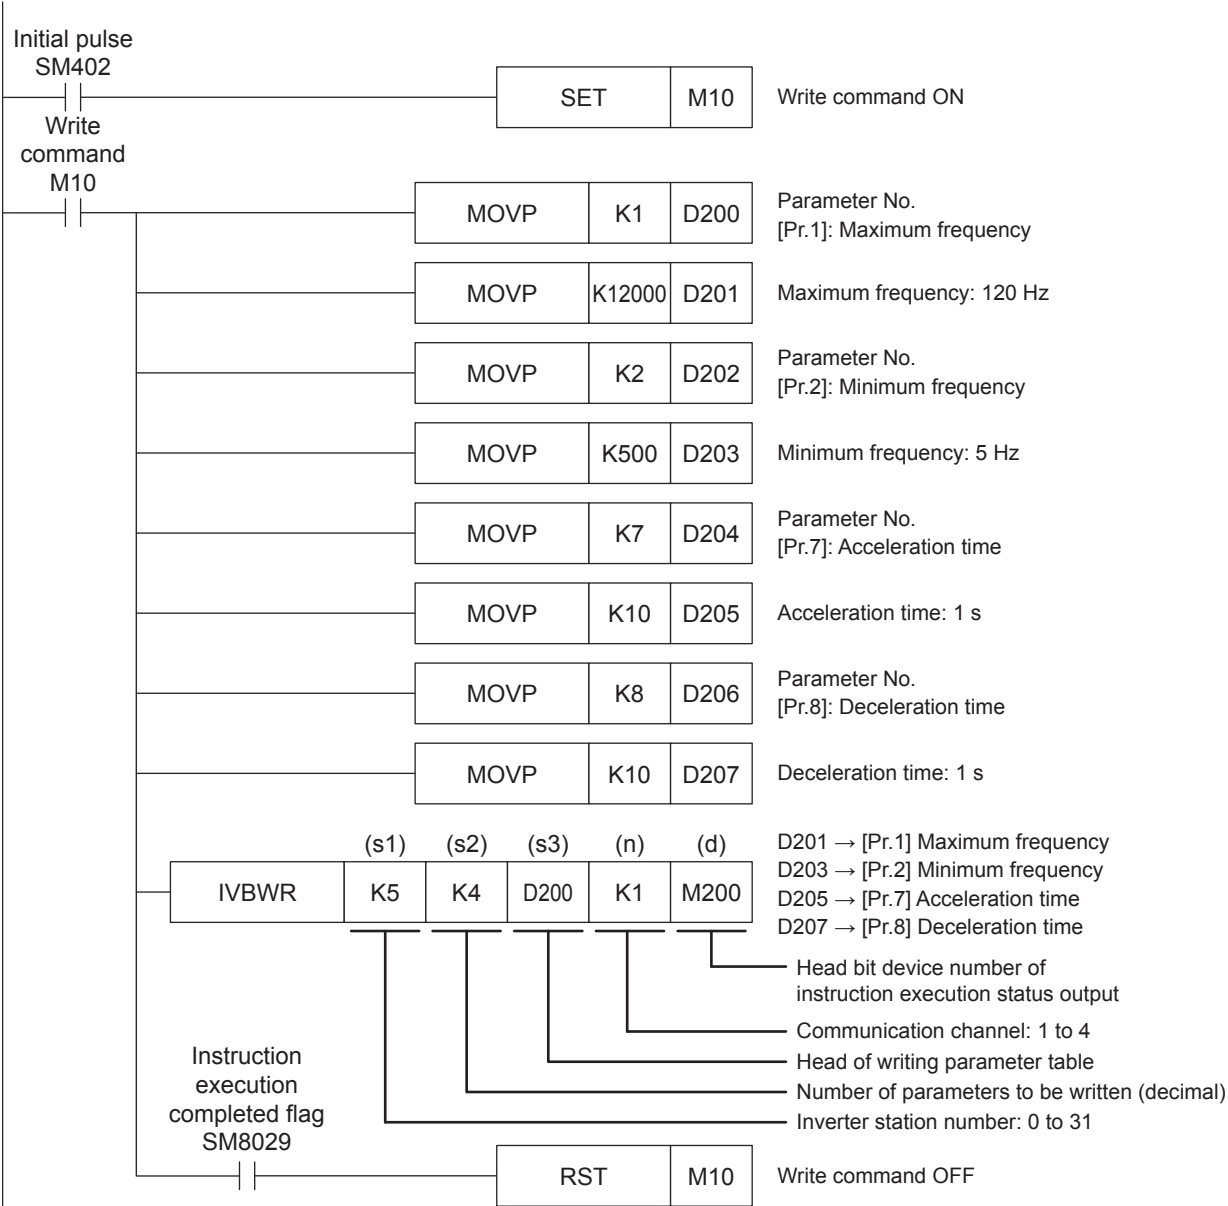 Initial pulse
SM402
SET M10 Write command ON
Write
command
M10
MOVP K1 D200 Parameter No.
[Pr.1]: Maximum frequency
MOVP K12000 D201 Maximum frequency: 120 Hz
MOVP K2 D202 Parameter No.
[Pr.2]: Minimum frequency
MOVP K500 D203 Minimum frequency: 5 Hz
MOVP K7 D204 Parameter No.
[Pr.7]: Acceleration time
MOVP K10 D205 Acceleration time: 1 s
MOVP K8 D206 Parameter No.
[Pr.8]: Deceleration time
MOVP K10 D207 Deceleration time: 1 s
(s1) (s2) (s3) (n) (d)
IVBWR K5 K4 D200 K1 M200
D201 → [Pr.1] Maximum frequency
D203 → [Pr.2] Minimum frequency
D205 → [Pr.7] Acceleration time
D207 → [Pr.8] Deceleration time
Head bit device number of
instruction execution status output
Communication channel: 1 to 4
Head of writing parameter table
Number of parameters to be written (decimal)
Inverter station number: 0 to 31
Instruction
execution
completed flag
SM8029
RST M10 Write command OFF